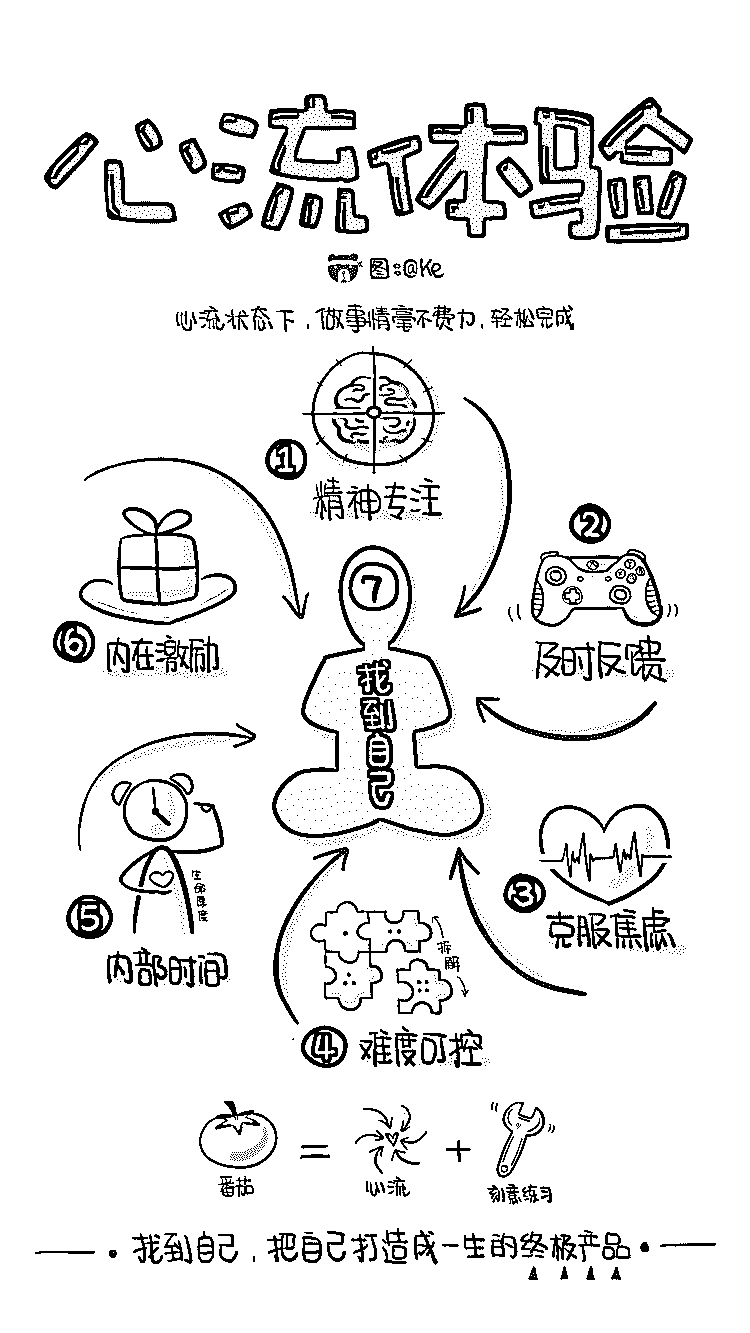 心流体验
图:@Ke
心流状态下,做事情毫不费力,轻松完成
1
精神专注
2
及时反馈
3
克服焦虑
4
难度可控
拆解
5
内部时间
生命厚度
6
内在激励
7
找到自己
番茄
=
心流
+
刻意练习
找到自己,把自己打造成一生的终极产品